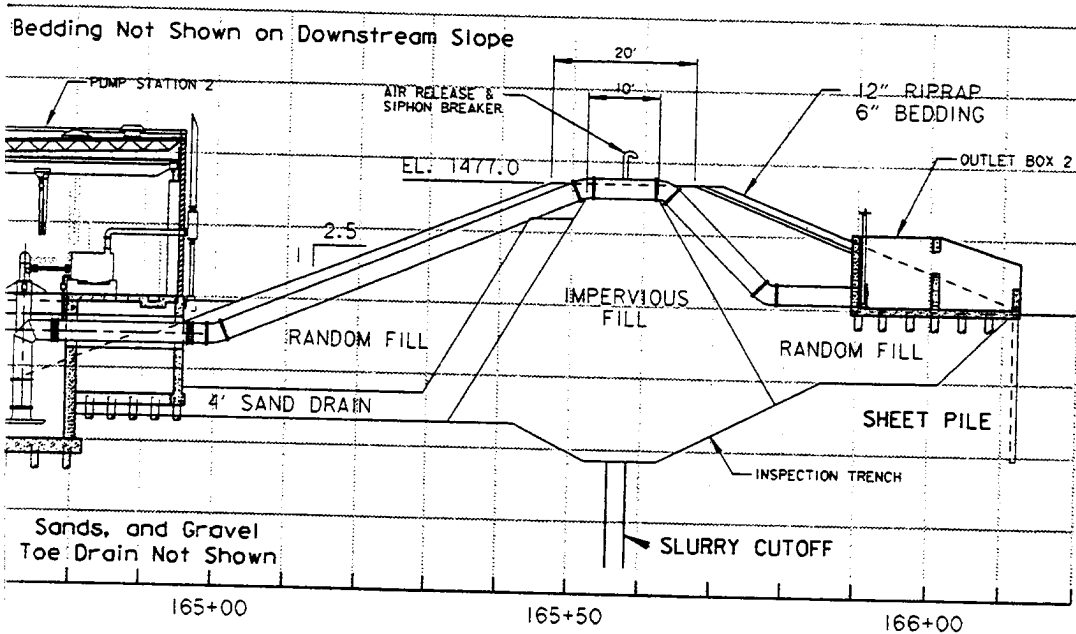 Bedding Not Shown on Downstream Slope
PUMP STATION 2
20'
AIR RELEASE &
SIPHON BREAKER
10'
12" RIPRAP
6" BEDDING
EL. 1477.0
OUTLET BOX 2
2.5
1
IMPERVIOUS
FILL
RANDOM FILL
RANDOM FILL
4' SAND DRAIN
SHEET PILE
INSPECTION TRENCH
Sands, and Gravel
Toe Drain Not Shown
SLURRY CUTOFF
165+00
165+50
166+00